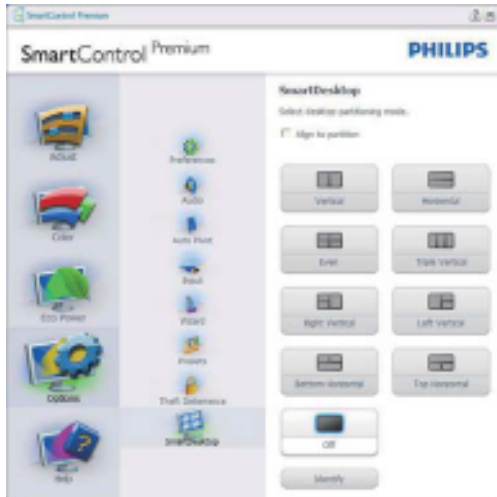 SmartControl Premium
SmartControl Premium
PHILIPS
Adjust
Color
Eco Power
Options
Help
Preferences
Audio
Auto Pivot
Input
Wizard
Presets
Theft Deterrence
SmartDesktop
SmartDesktop
Select desktop partitioning mode.
Align to partition
Vertical
Horizontal
Even
Triple Vertical
Right Vertical
Left Vertical
Bottom Horizontal
Top Horizontal
Off
Identify